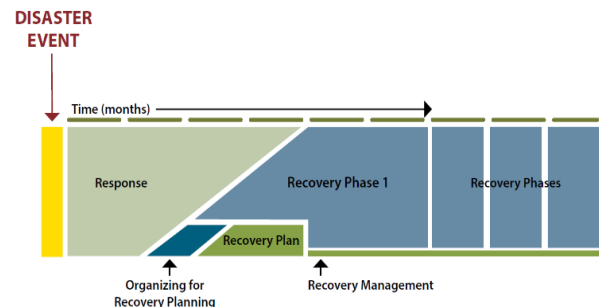 DISASTER
EVENT
Time (months)
Response
Recovery Phase 1
Recovery Phases
Recovery Plan
Organizing for
Recovery Planning
Recovery Management